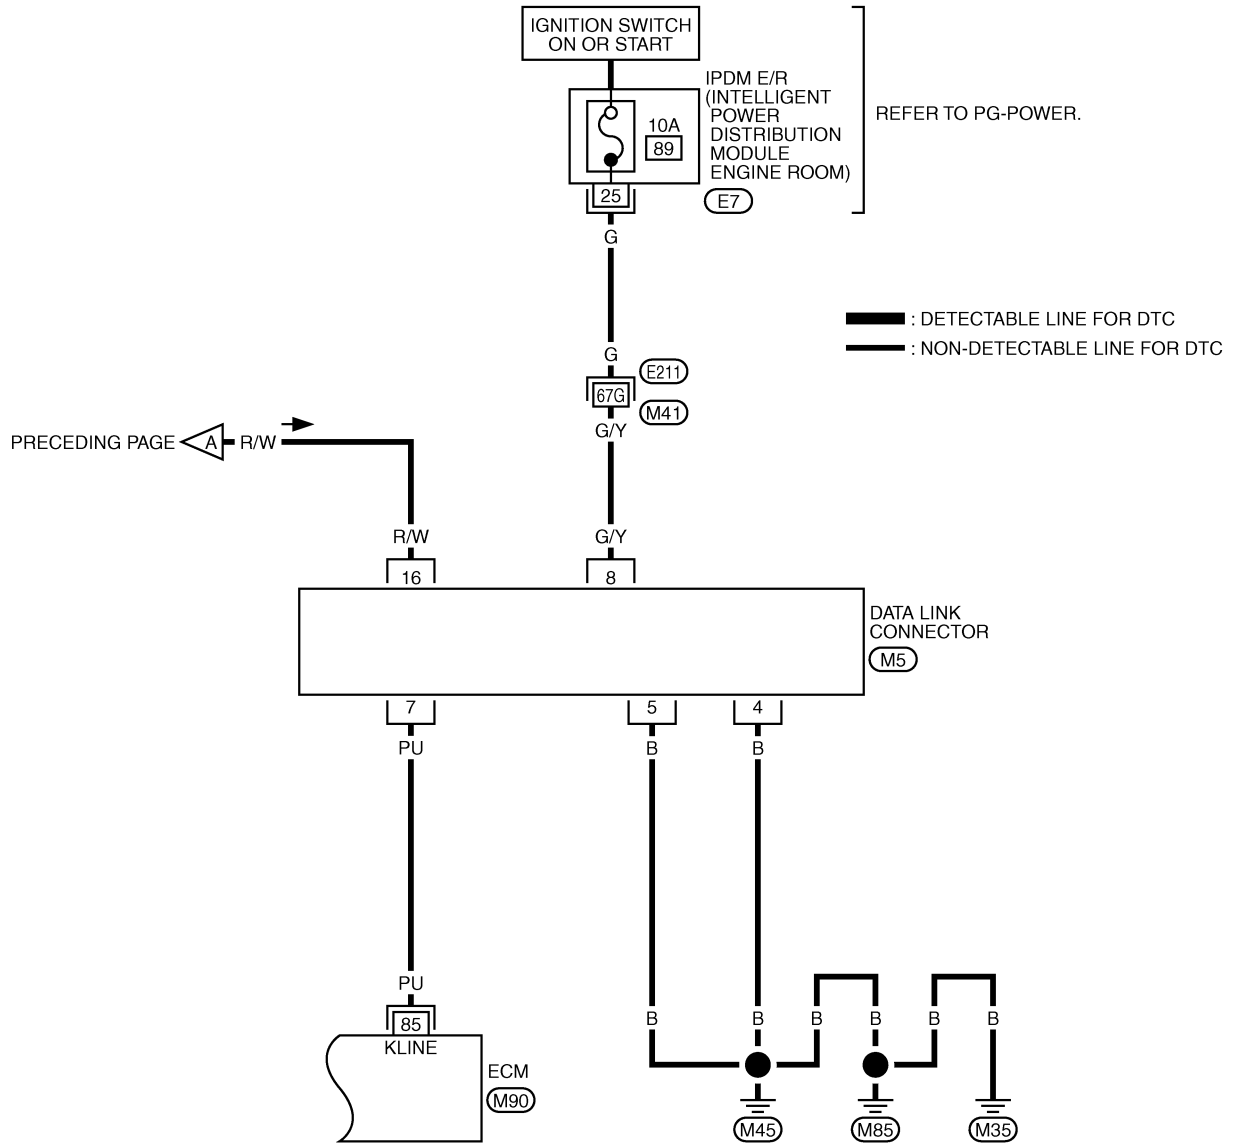 IGNITION SWITCH
ON OR START
IPDM E/R
(INTELLIGENT
POWER
DISTRIBUTION
MODULE
ENGINE ROOM)
10A
89
REFER TO PG-POWER.
25
E7
G
: DETECTABLE LINE FOR DTC
: NON-DETECTABLE LINE FOR DTC
G
E211
67G
M41
G/Y
PRECEDING PAGE
A
R/W
R/W
G/Y
16
8
DATA LINK
CONNECTOR
M5
7
5
4
PU
B
B
PU
85
KLINE
ECM
M90
B
B
B
B
B
B
M45
M85
M35